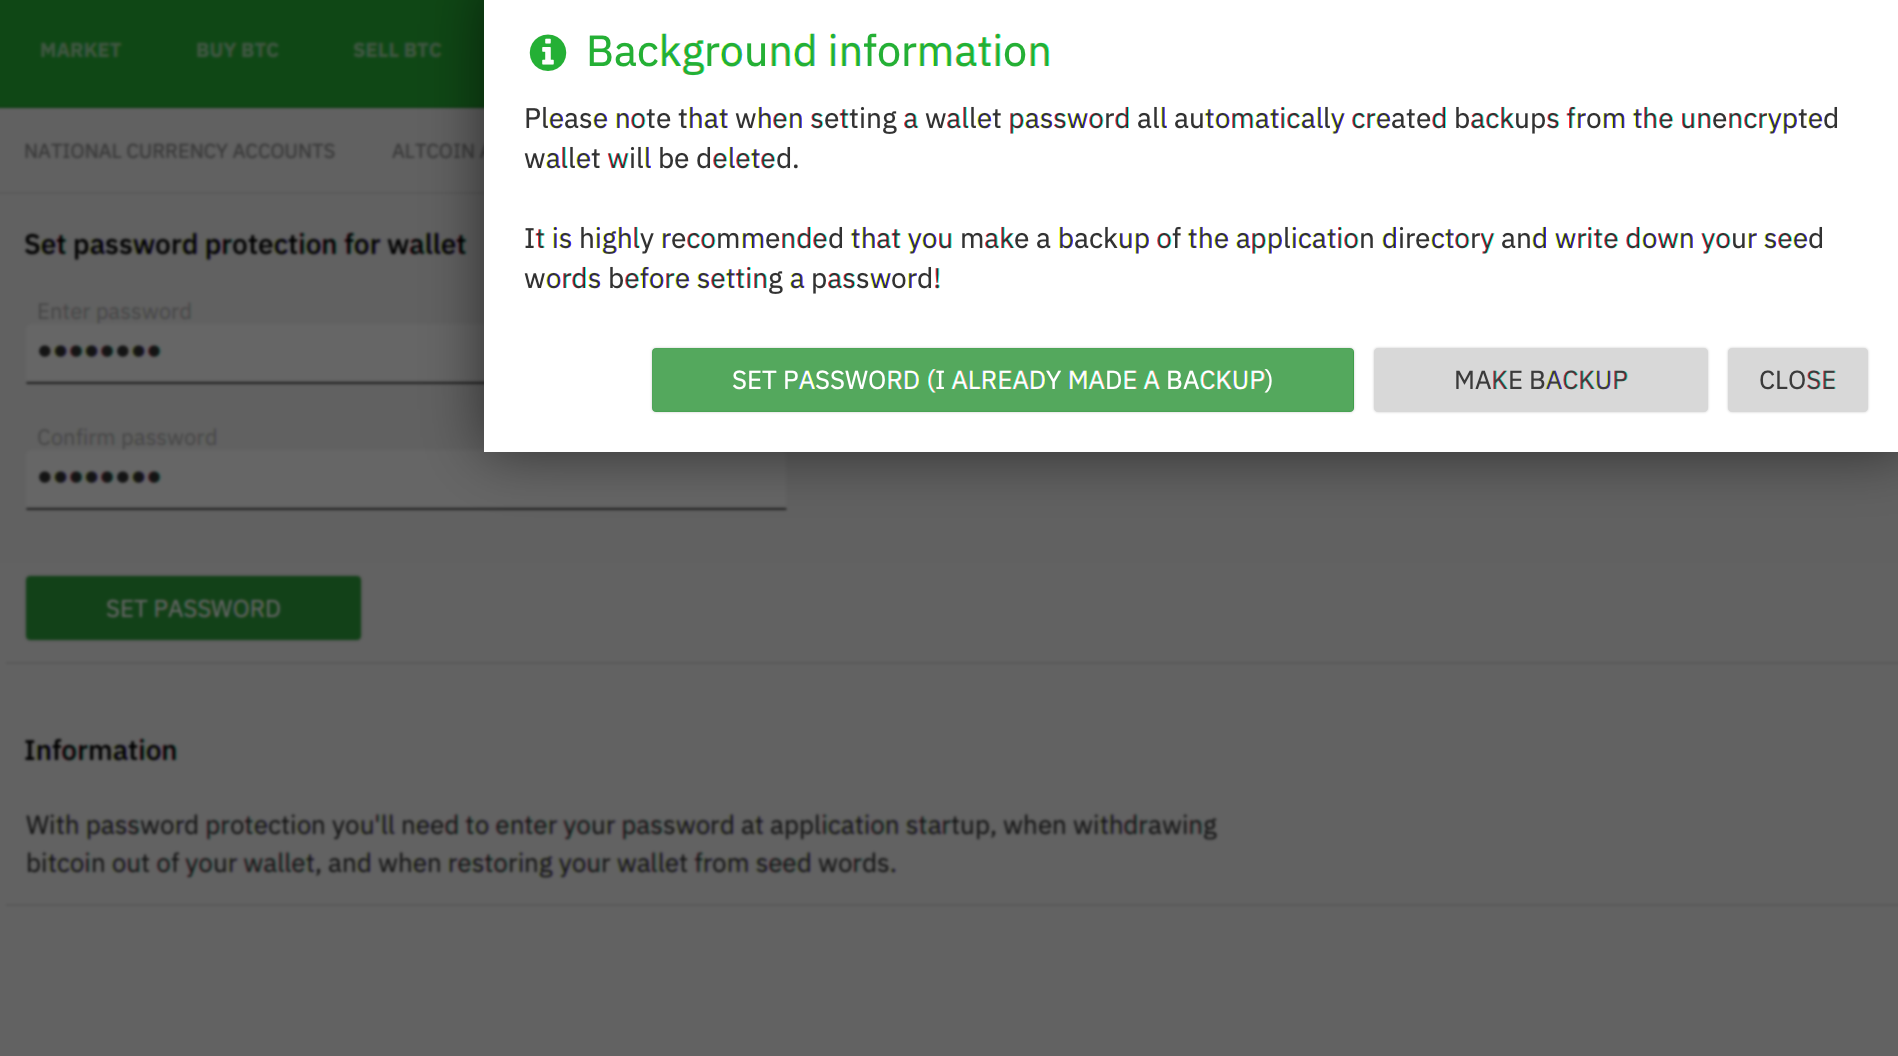 MARKET BUY BTC SELL BTC
NATIONAL CURRENCY ACCOUNTS ALTCOIN
Set password protection for wallet
Enter password
••••••••
Confirm password
••••••••
SET PASSWORD
Information
With password protection you'll need to enter your password at application startup, when withdrawing
bitcoin out of your wallet, and when restoring your wallet from seed words.
Background information
Please note that when setting a wallet password all automatically created backups from the unencrypted
wallet will be deleted.
It is highly recommended that you make a backup of the application directory and write down your seed
words before setting a password!
SET PASSWORD (I ALREADY MADE A BACKUP) MAKE BACKUP CLOSE